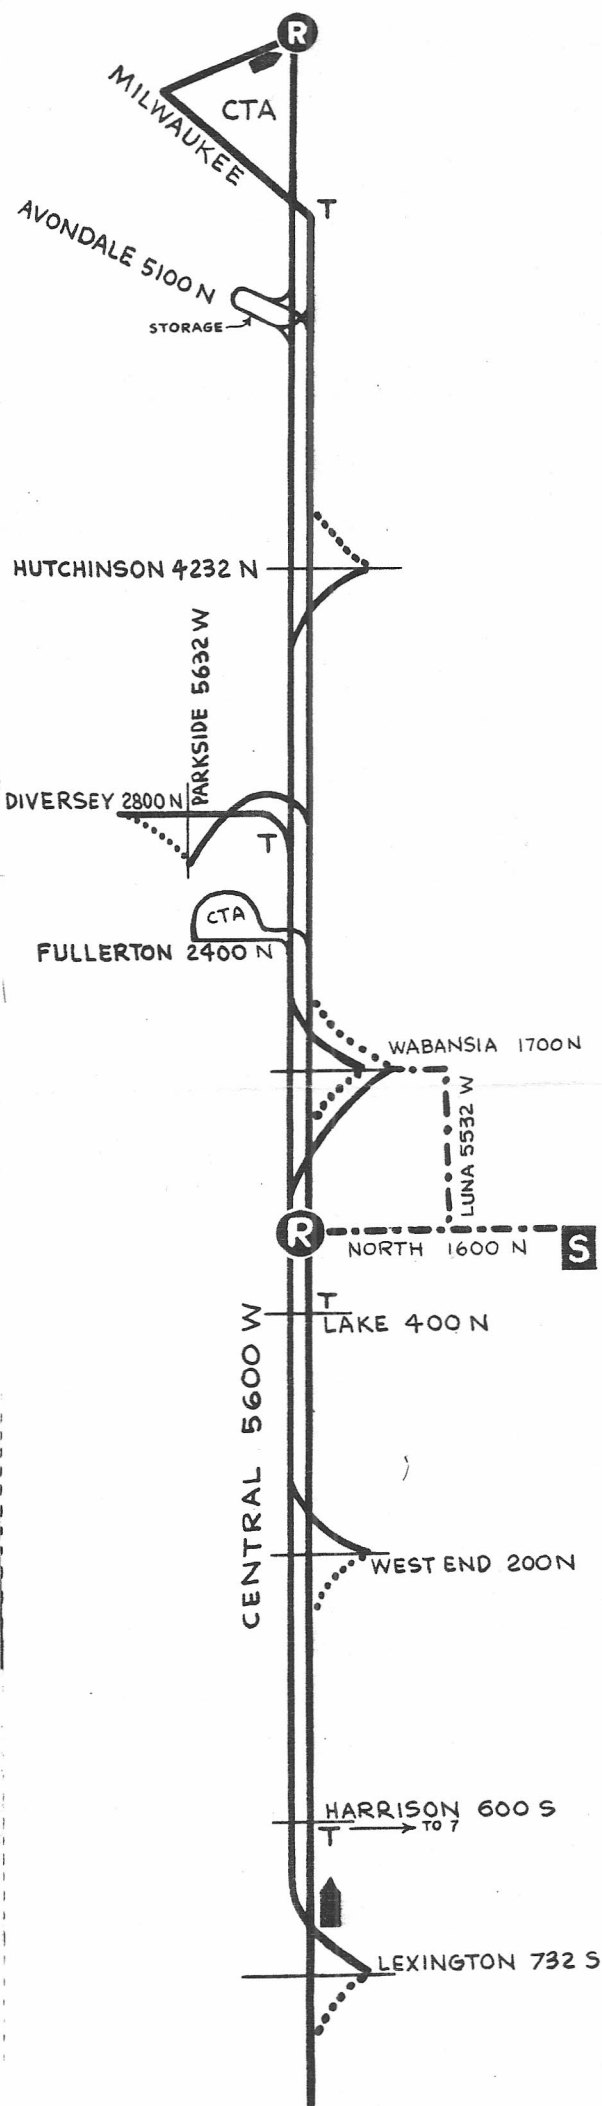 R
MILWAUKEE
CTA
T
AVONDALE 5100 N
STORAGE
HUTCHINSON 4232 N
PARKSIDE 5632 W
DIVERSEY 2800 N
T
CTA
FULLERTON 2400 N
WABANSIA 1700 N
LUNA 5532 W
R
NORTH 1600 N
S
T
LAKE 400 N
CENTRAL 5600 W
WEST END 200 N
HARRISON 600 S
T TO 7
LEXINGTON 732 S